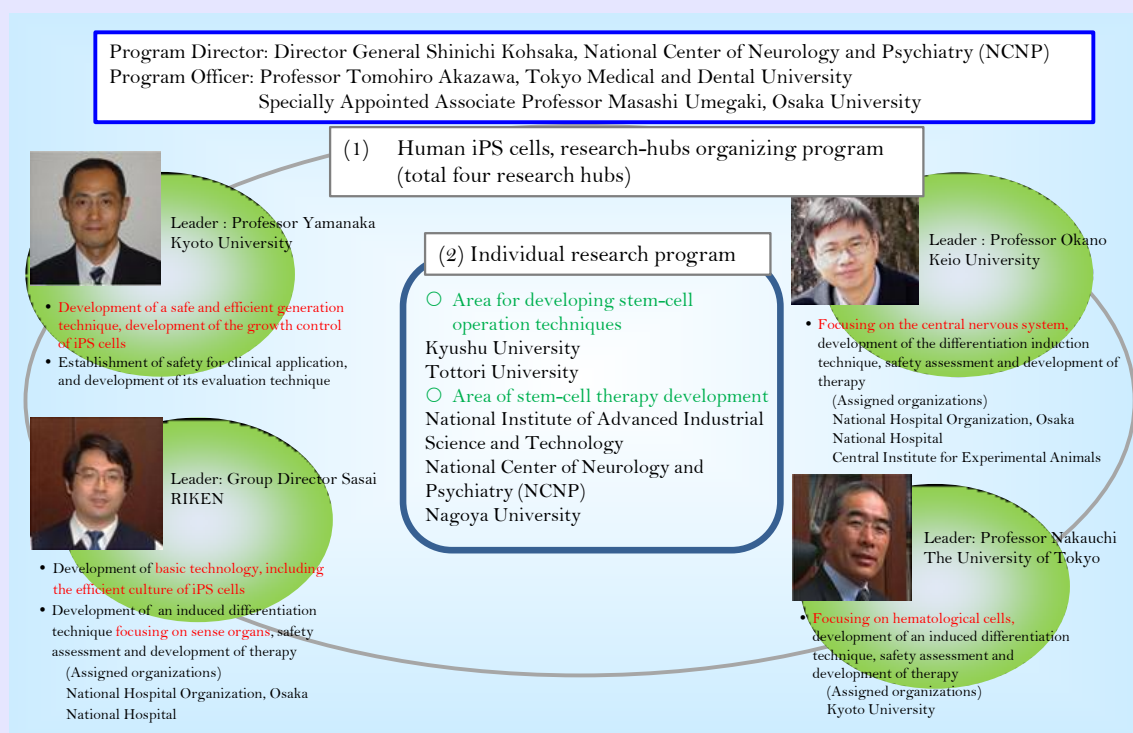 Program Director: Director General Shinichi Kohsaka, National Center of Neurology and Psychiatry (NCNP)
Program Officer: Professor Tomohiro Akazawa, Tokyo Medical and Dental University
Specially Appointed Associate Professor Masashi Umegaki, Osaka University
(1) Human iPS cells, research-hubs organizing program
(total four research hubs)
Leader : Professor Yamanaka
Kyoto University
• Development of a safe and efficient generation
technique, development of the growth control
of iPS cells
• Establishment of safety for clinical application,
and development of its evaluation technique
Leader: Group Director Sasai
RIKEN
• Development of basic technology, including
the efficient culture of iPS cells
• Development of an induced differentiation
technique focusing on sense organs, safety
assessment and development of therapy
(Assigned organizations)
National Hospital Organization, Osaka
National Hospital
(2) Individual research program
○ Area for developing stem-cell
operation techniques
Kyushu University
Tottori University
○ Area of stem-cell therapy development
National Institute of Advanced Industrial
Science and Technology
National Center of Neurology and
Psychiatry (NCNP)
Nagoya University
Leader : Professor Okano
Keio University
• Focusing on the central nervous system,
development of the differentiation induction
technique, safety assessment and development of
therapy
(Assigned organizations)
National Hospital Organization, Osaka
National Hospital
Central Institute for Experimental Animals
Leader: Professor Nakauchi
The University of Tokyo
• Focusing on hematological cells,
development of an induced differentiation
technique, safety assessment and
development of therapy
(Assigned organizations)
Kyoto University